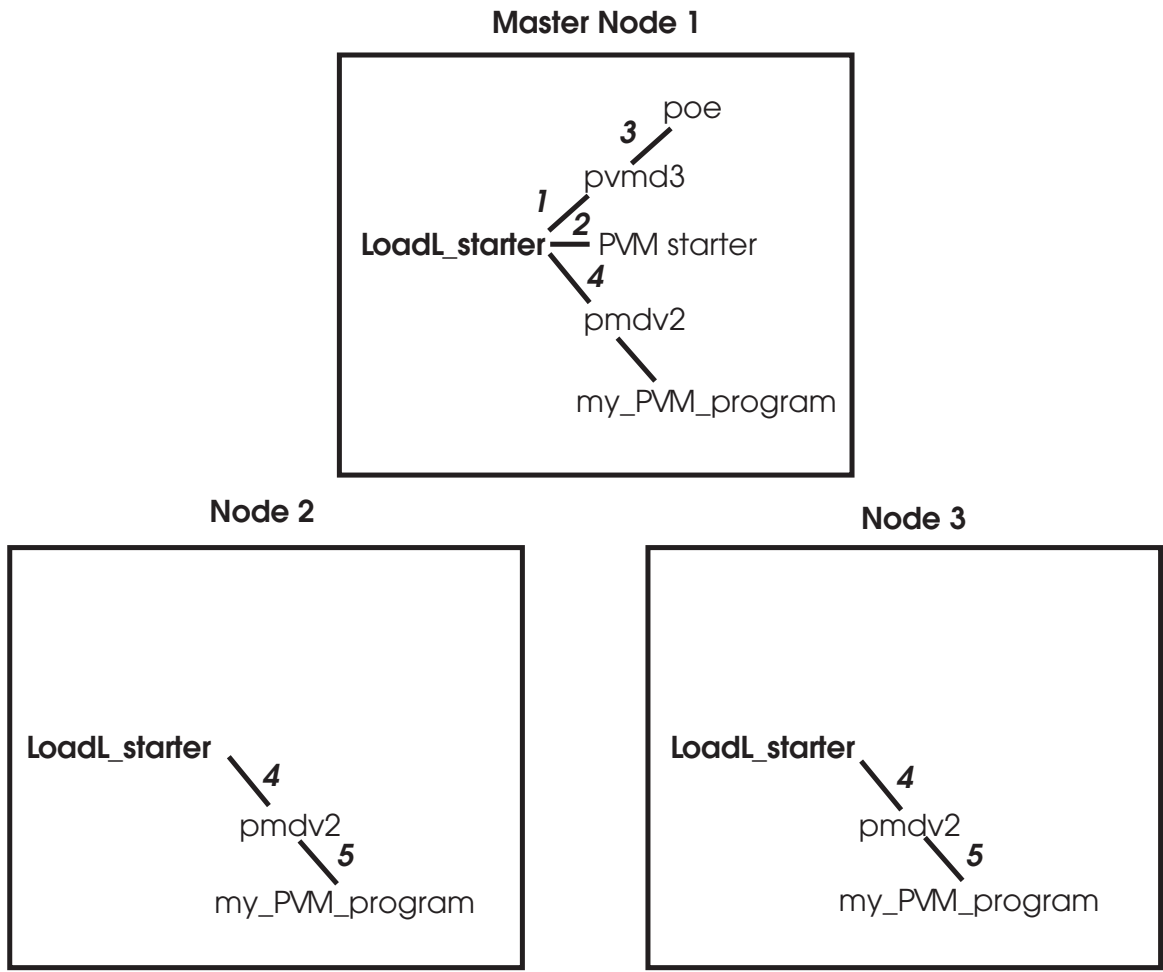 Master Node 1
poe
3
pvmd3
1
2
LoadL_starter
PVM starter
4
pmdv2
my_PVM_program
Node 2
Node 3
LoadL_starter
4
pmdv2
5
my_PVM_program
LoadL_starter
4
pmdv2
5
my_PVM_program